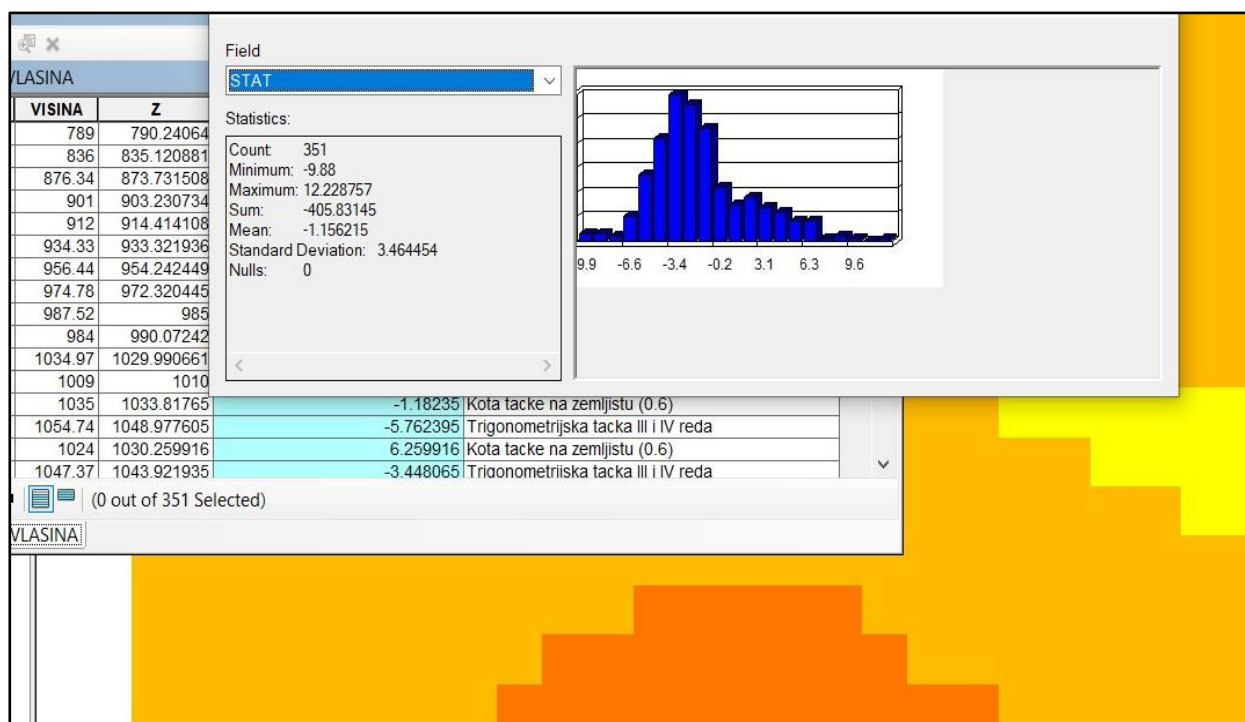 Field
STAT
Statistics:
Count: 351
Minimum: -9.88
Maximum: 12.228757
Sum: -405.83145
Mean: -1.156215
Standard Deviation: 3.464454
Nulls: 0
9.9 -6.6 -3.4 -0.2 3.1 6.3 9.6
VLASINA
VISINA Z
789 790.24064
836 835.120881
876.34 873.731508
901 903.230734
912 914.414108
934.33 933.321936
956.44 954.242449
974.78 972.320445
987.52 985
984 990.07242
1034.97 1029.990661
1009 1010
1035 1033.81765 -1.18235 Kota tacke na zemljistu (0.6)
1054.74 1048.977605 -5.762395 Trigonometrijska tacka III i IV reda
1024 1030.259916 6.259916 Kota tacke na zemljistu (0.6)
1047.37 1043.921935 -3.448065 Trigonometrijska tacka III i IV reda
(0 out of 351 Selected)
VLASINA